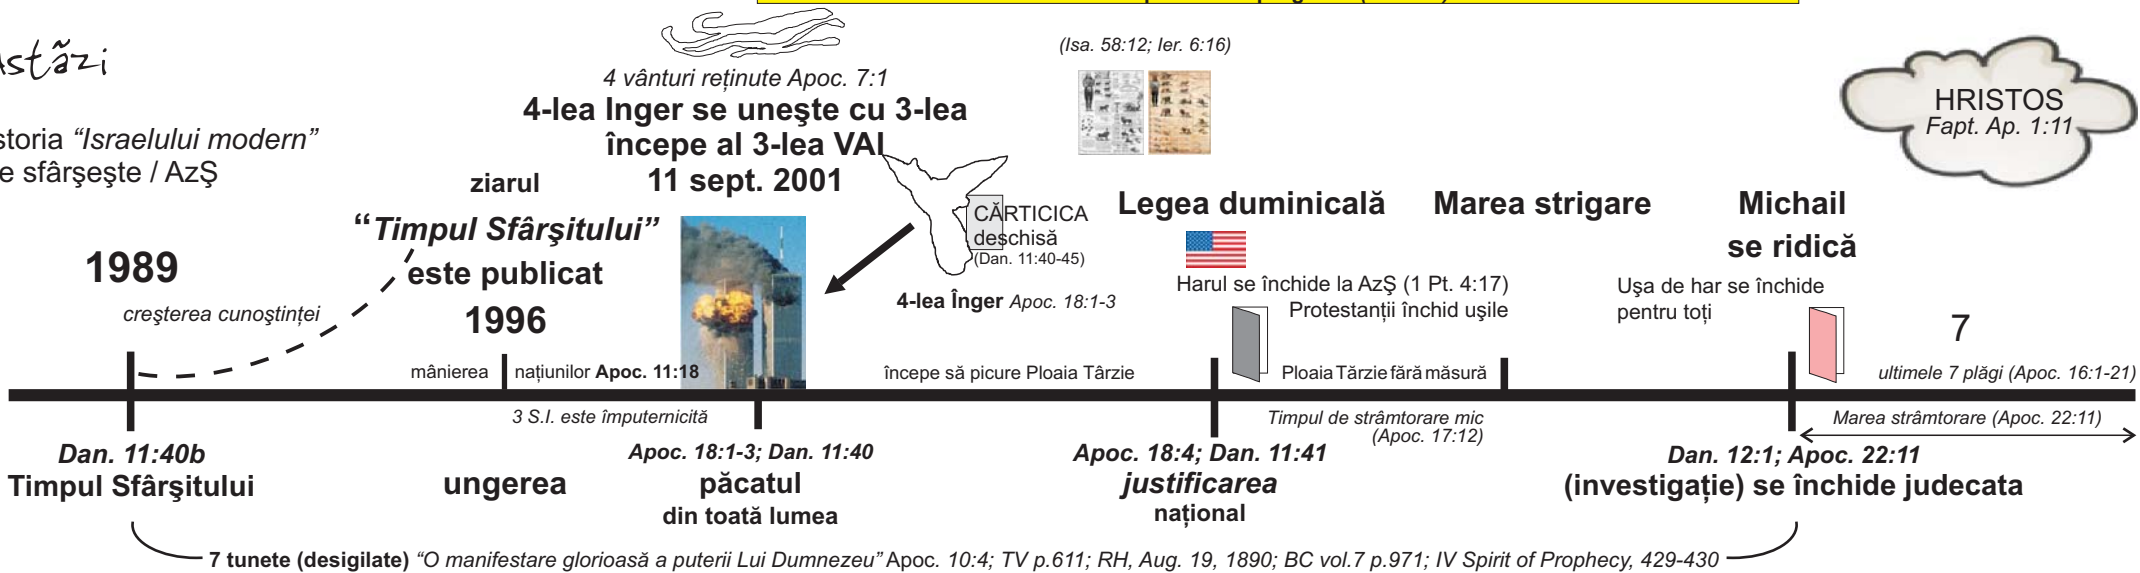 Astãzi
storia “Israelului modern”
e sfârşeşte / AzŞ
1989
creşterea cunoştinţei
ziarul
“Timpul Sfârşitului”
este publicat
1996
4 vânturi reţinute Apoc. 7:1
4-lea Inger se uneşte cu 3-lea
începe al 3-lea VAI
11 sept. 2001
CĂRTICICA
deschisă
(Dan. 11:40-45)
4-lea Înger Apoc. 18:1-3
(Isa. 58:12; Ier. 6:16)
Legea duminicală
Harul se închide la AzŞ (1 Pt. 4:17)
Protestanţii închid uşile
Marea strigare
Michail
se ridică
Uşa de har se închide
pentru toţi
HRISTOS
Fapt. Ap. 1:11
7
ultimele 7 plăgi (Apoc. 16:1-21)
mânierea naţiunilor Apoc. 11:18
începe să picure Ploaia Târzie
Ploaia Tărzie fără măsură
3 S.I. este împuternicită
Timpul de strâmtorare mic
(Apoc. 17:12)
Marea strâmtorare (Apoc. 22:11)
Dan. 11:40b
Timpul Sfârşitului
ungerea
Apoc. 18:1-3; Dan. 11:40
păcatul
din toată lumea
Apoc. 18:4; Dan. 11:41
justificarea
naţional
Dan. 12:1; Apoc. 22:11
(investigaţie) se închide judecata
7 tunete (desigilate) “O manifestare glorioasă a puterii Lui Dumnezeu” Apoc. 10:4; TV p.611; RH, Aug. 19, 1890; BC vol.7 p.971; IV Spirit of Prophecy, 429-430